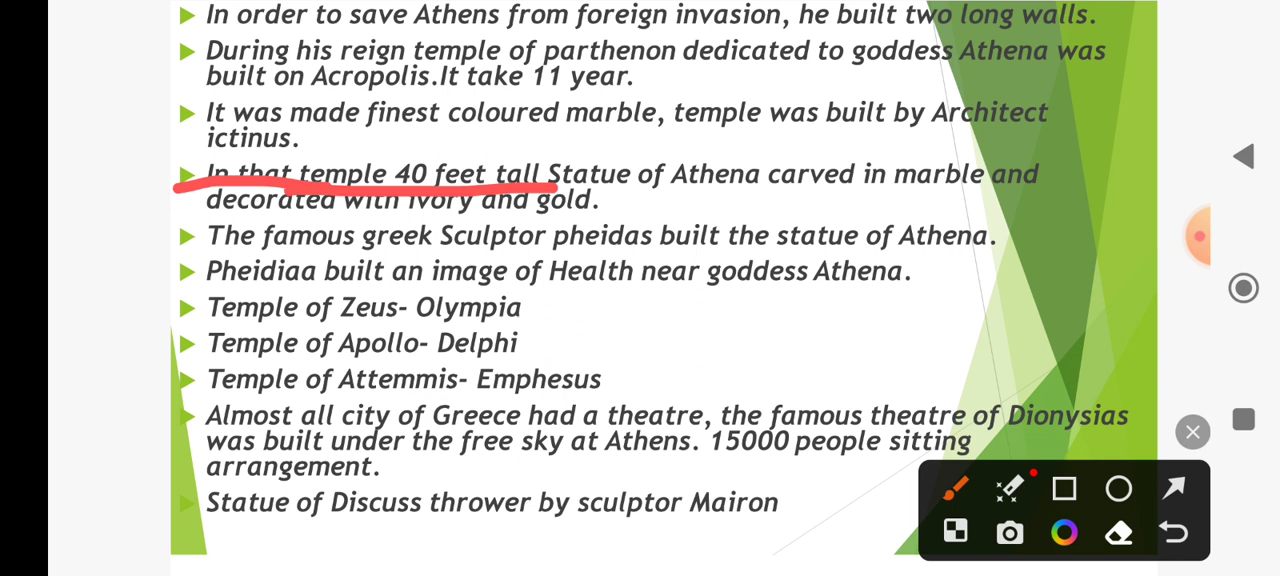 In order to save Athens from foreign invasion, he built two long walls.
During his reign temple of parthenon dedicated to goddess Athena was
built on Acropolis.It take 11 year.
It was made finest coloured marble, temple was built by Architect
ictinus.
In that temple 40 feet tall Statue of Athena carved in marble and
decorated with ivory and gold.
The famous greek Sculptor pheidas built the statue of Athena.
Pheidiaa built an image of Health near goddess Athena.
Temple of Zeus- Olympia
Temple of Apollo- Delphi
Temple of Attemmis- Emphesus
Almost all city of Greece had a theatre, the famous theatre of Dionysias
was built under the free sky at Athens. 15000 people sitting
arrangement.
Statue of Discuss thrower by sculptor Mairon